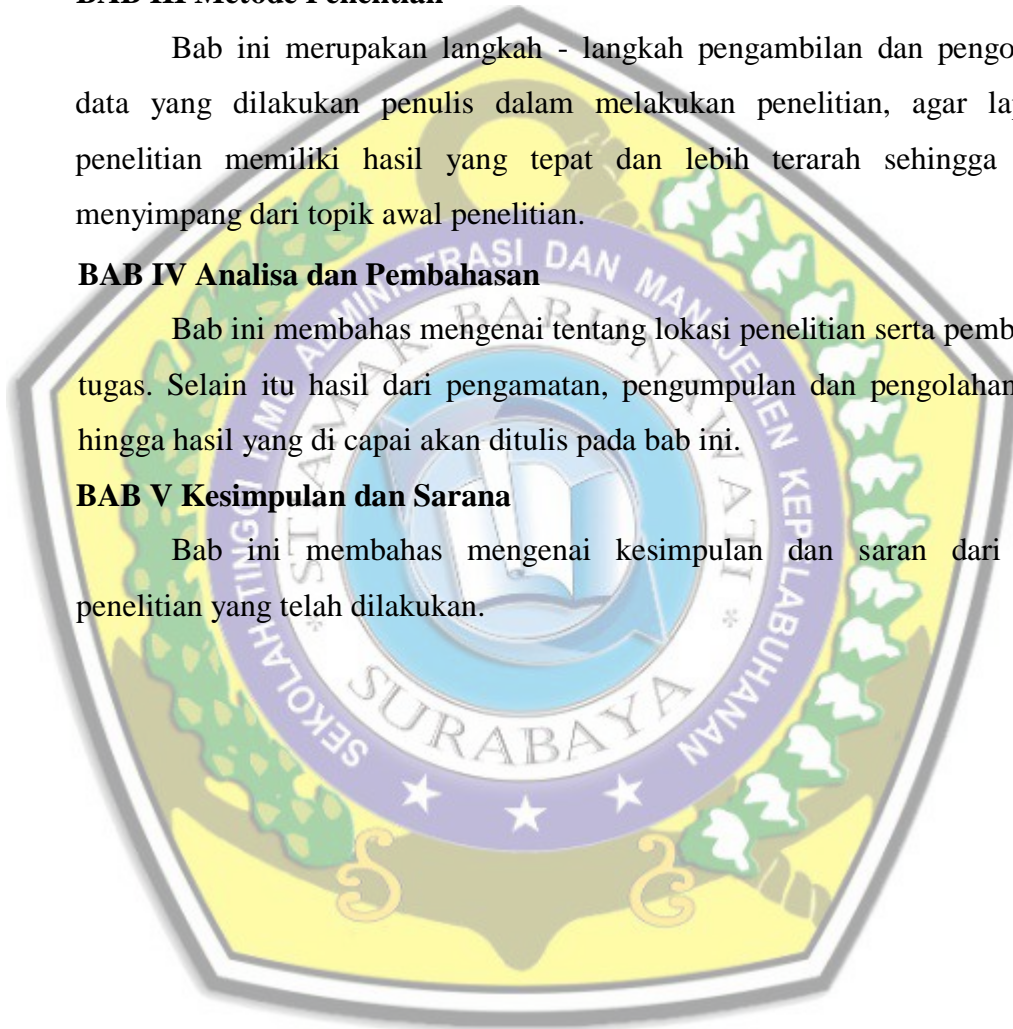 BAB III Metode Penelitian
Bab ini merupakan langkah - langkah pengambilan dan pengo
data yang dilakukan penulis dalam melakukan penelitian, agar la
penelitian memiliki hasil yang tepat dan lebih terarah sehingga
menyimpang dari topik awal penelitian.
BAB IV Analisa dan Pembahasan
Bab ini membahas mengenai tentang lokasi penelitian serta pemb
tugas. Selain itu hasil dari pengamatan, pengumpulan dan pengolahan
hingga hasil yang di capai akan ditulis pada bab ini.
BAB V Kesimpulan dan Sarana
Bab ini membahas mengenai kesimpulan dan saran dari
penelitian yang telah dilakukan.
SEKOLAH TINGGI ILMU ADMINISTRASI DAN MANAJEMEN KEPELABUHANAN
* STIAMAK BARUNAWATI *
SURABAYA